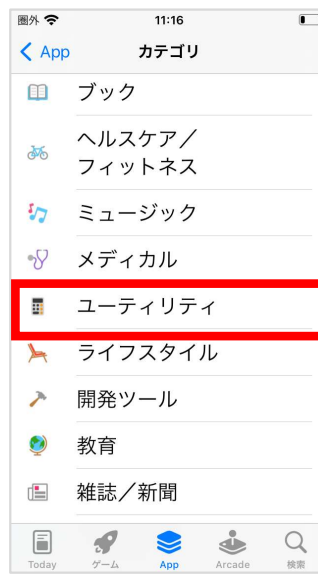 圏外 11:16
App カテゴリ
ブック
ヘルスケア／
フィットネス
ミュージック
メディカル
ユーティリティ
ライフスタイル
開発ツール
教育
雑誌／新聞
Today ゲーム App Arcade 検索